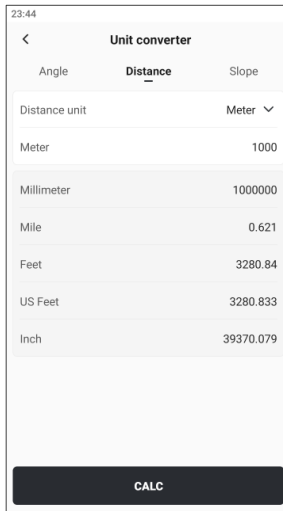 23:44
Unit converter
Angle Distance Slope
Distance unit Meter
Meter 1000
Millimeter 1000000
Mile 0.621
Feet 3280.84
US Feet 3280.833
Inch 39370.079
CALC